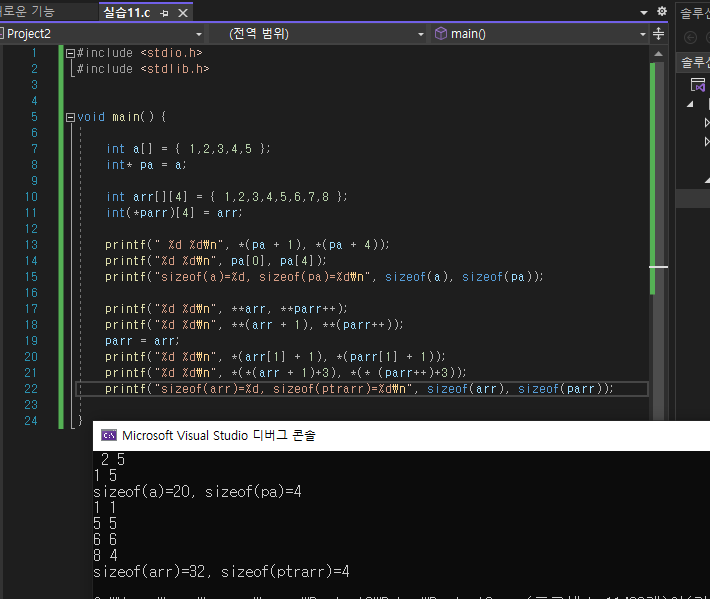 로운 기능 실습11.c 솔루션
Project2 (전역 범위) main()
솔루션
1 #include <stdio.h>
2 #include <stdlib.h>
3
4
5 void main() {
6
7 int a[] = { 1,2,3,4,5 };
8 int* pa = a;
9
10 int arr[][4] = { 1,2,3,4,5,6,7,8 };
11 int(*parr)[4] = arr;
12
13 printf(" %d %d₩n", *(pa + 1), *(pa + 4));
14 printf("%d %d₩n", pa[0], pa[4]);
15 printf("sizeof(a)=%d, sizeof(pa)=%d₩n", sizeof(a), sizeof(pa));
16
17 printf("%d %d₩n", **arr, **parr++);
18 printf("%d %d₩n", **(arr + 1), **(parr++));
19 parr = arr;
20 printf("%d %d₩n", *(arr[1] + 1), *(parr[1] + 1));
21 printf("%d %d₩n", *(*(arr + 1)+3), *(* (parr++)+3));
22 printf("sizeof(arr)=%d, sizeof(ptrarr)=%d₩n", sizeof(arr), sizeof(parr));
23
24 }
Microsoft Visual Studio 디버그 콘솔
2 5
1 5
sizeof(a)=20, sizeof(pa)=4
1 1
5 5
6 6
8 4
sizeof(arr)=32, sizeof(ptrarr)=4